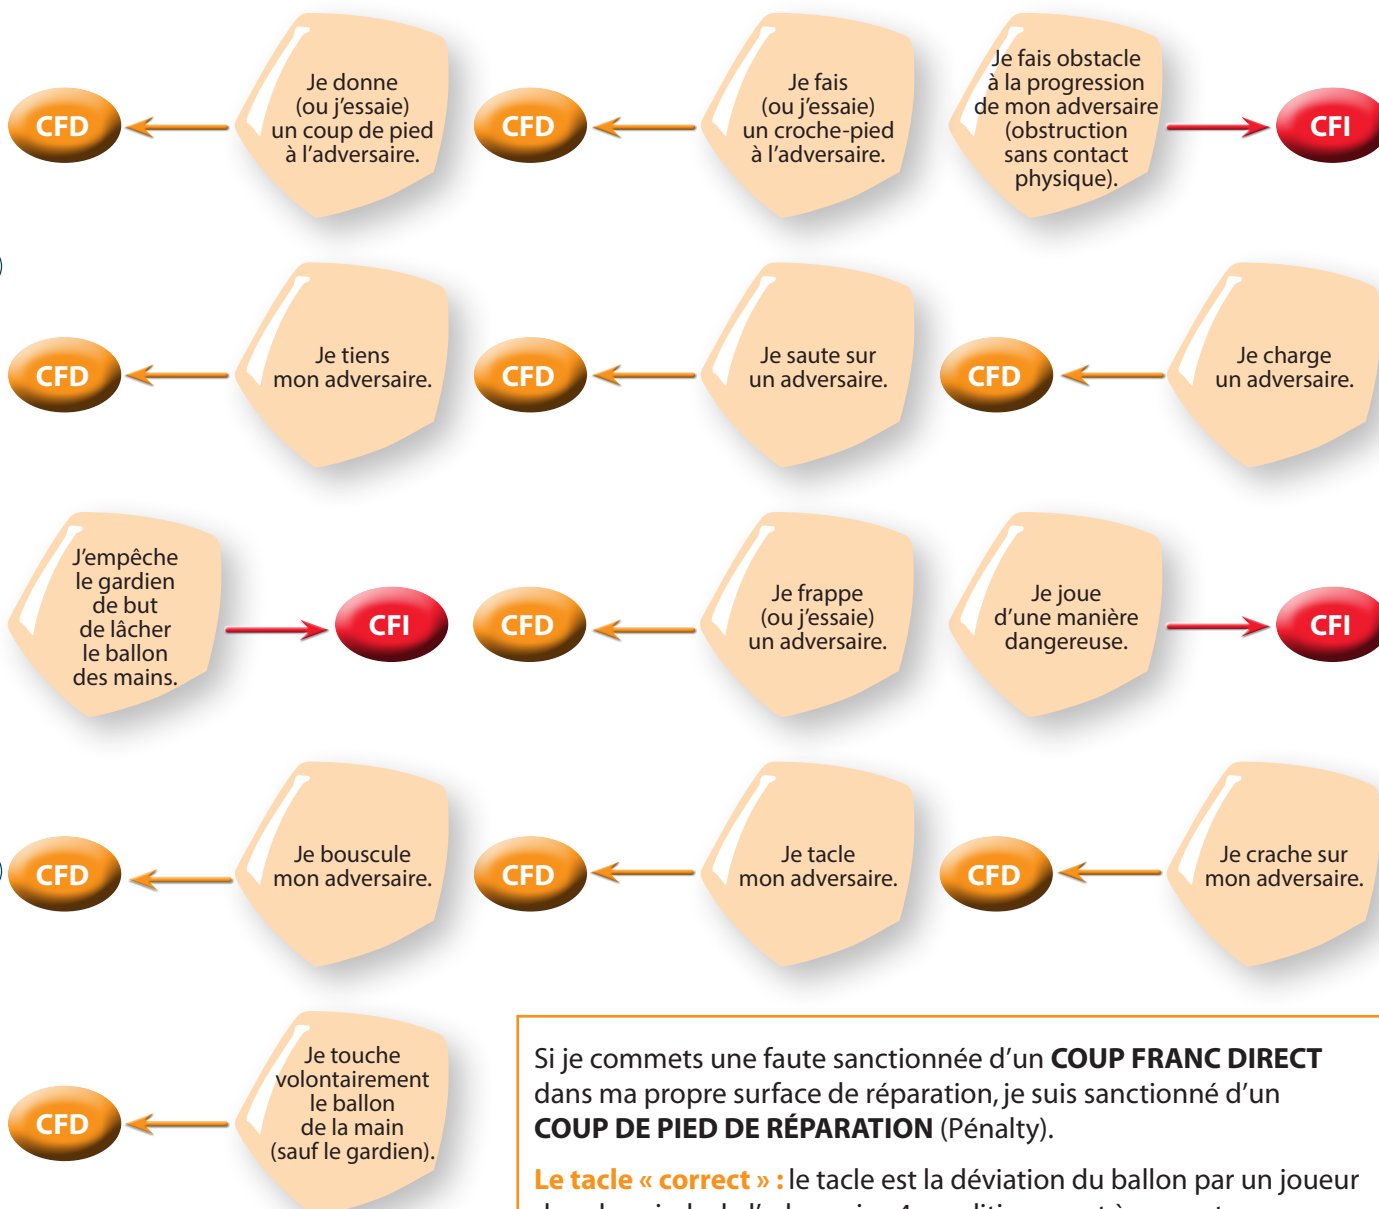 CFD
Je donne
(ou j'essaie)
un coup de pied
à l'adversaire.
CFD
Je fais
(ou j'essaie)
un croche-pied
à l'adversaire.
Je fais obstacle
à la progression
de mon adversaire
(obstruction
sans contact
physique).
CFI
CFD
Je tiens
mon adversaire.
CFD
Je saute sur
un adversaire.
CFD
Je charge
un adversaire.
J'empêche
le gardien
de but
de lâcher
le ballon
des mains.
CFI
CFD
Je frappe
(ou j'essaie)
un adversaire.
Je joue
d'une manière
dangereuse.
CFI
CFD
Je bouscule
mon adversaire.
CFD
Je tacle
mon adversaire.
CFD
Je crache sur
mon adversaire.
CFD
Je touche
volontairement
le ballon
de la main
(sauf le gardien).
Si je commets une faute sanctionnée d'un COUP FRANC DIRECT
dans ma propre surface de réparation, je suis sanctionné d'un
COUP DE PIED DE RÉPARATION (Pénalty).
Le tacle « correct » : le tacle est la déviation du ballon par un joueur